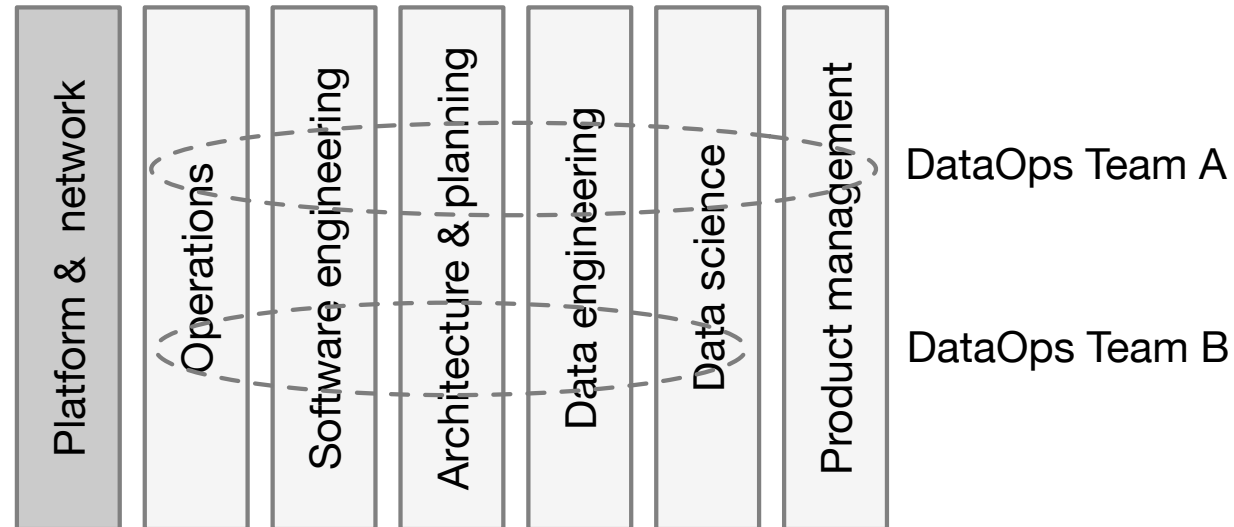 Platform & network
Operations
Software engineering
Architecture & planning
Data engineering
Data science
Product management
DataOps Team A
DataOps Team B